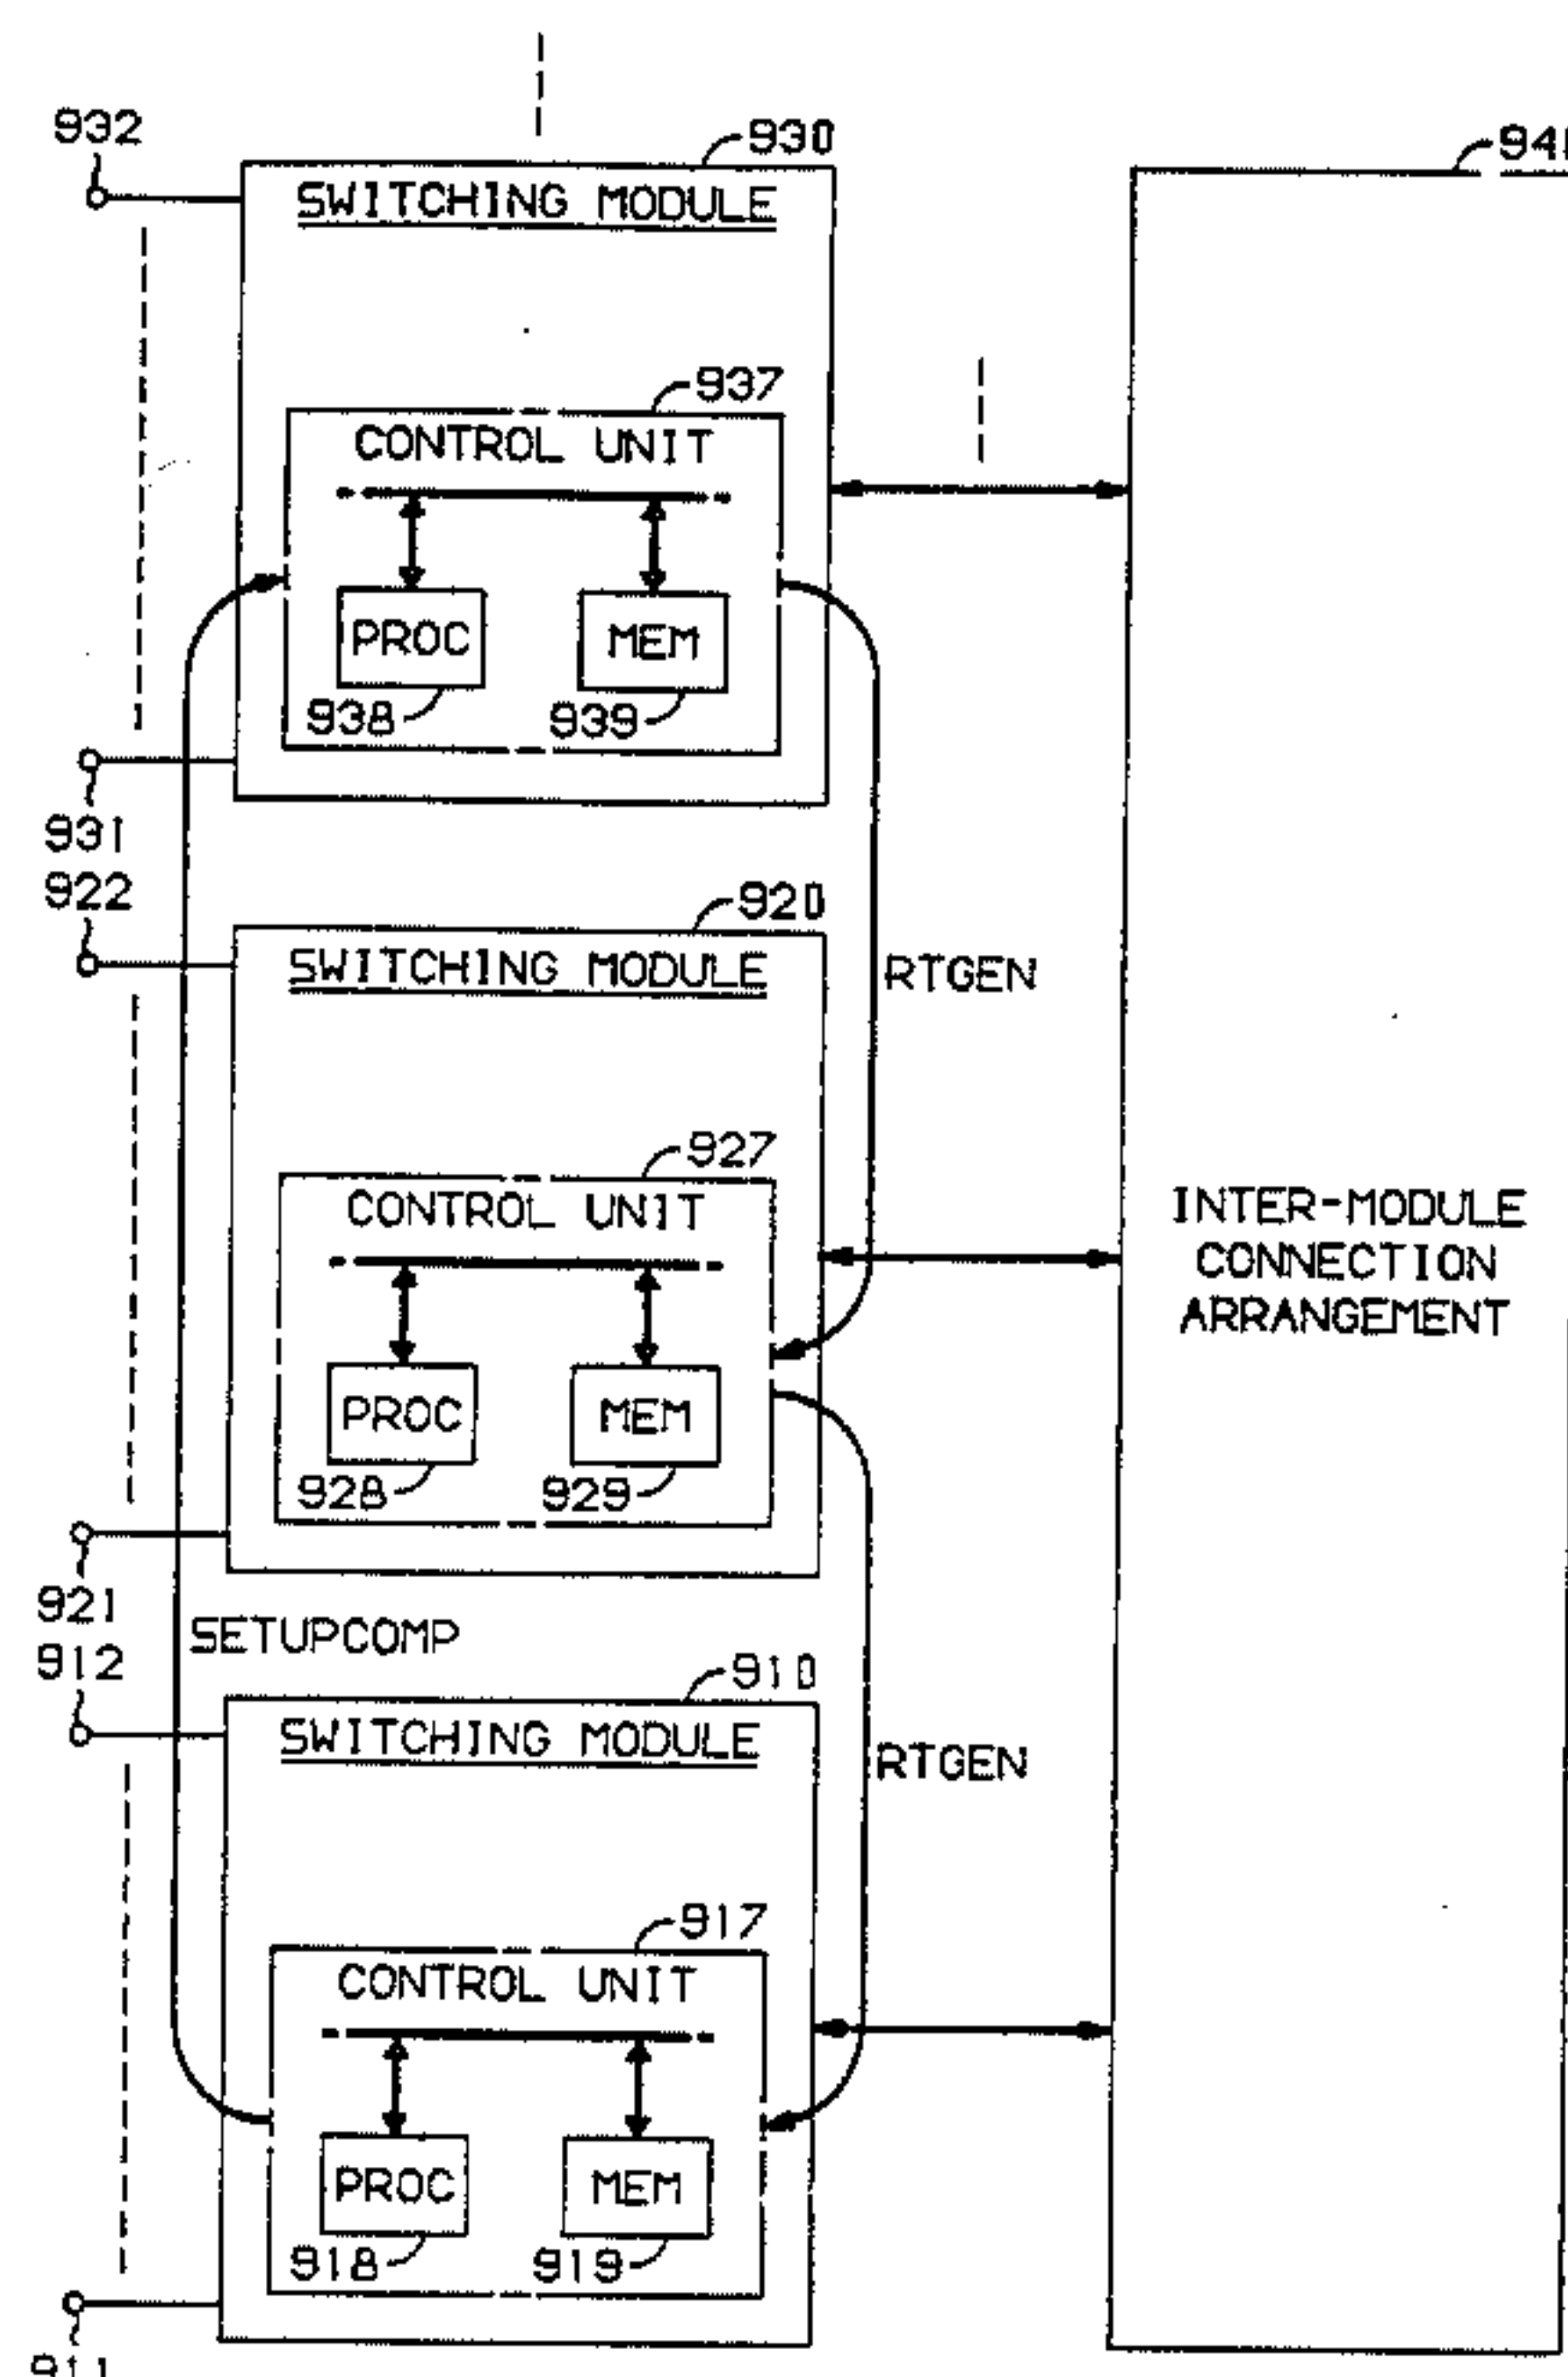 932
930
SWITCHING MODULE
937
CONTROL UNIT
PROC
MEM
938
939
931
922
920
SWITCHING MODULE
RTGEN
927
CONTROL UNIT
INTER-MODULE
CONNECTION
ARRANGEMENT
PROC
MEM
928
929
921
SETUPCOMP
912
910
SWITCHING MODULE
RTGEN
917
CONTROL UNIT
PROC
MEM
918
919
911